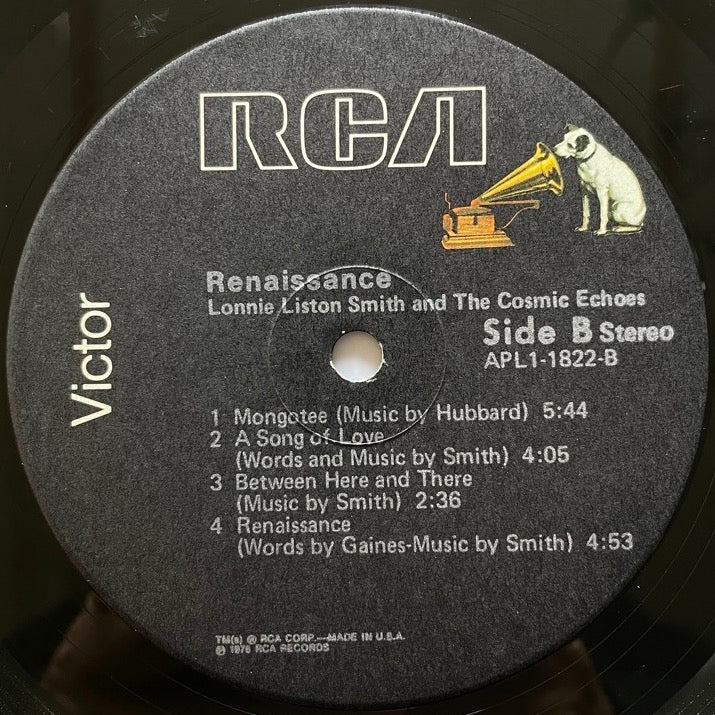 RCA
Victor
Renaissance
Lonnie Liston Smith and The Cosmic Echoes
Side B Stereo
APL1-1822-B
1 Mongotee (Music by Hubbard) 5:44
2 A Song of Love
(Words and Music by Smith) 4:05
3 Between Here and There
(Music by Smith) 2:36
4 Renaissance
(Words by Gaines-Music by Smith) 4:53
TM(s) ® RCA CORP.—MADE IN U.S.A.
℗ 1976 RCA RECORDS